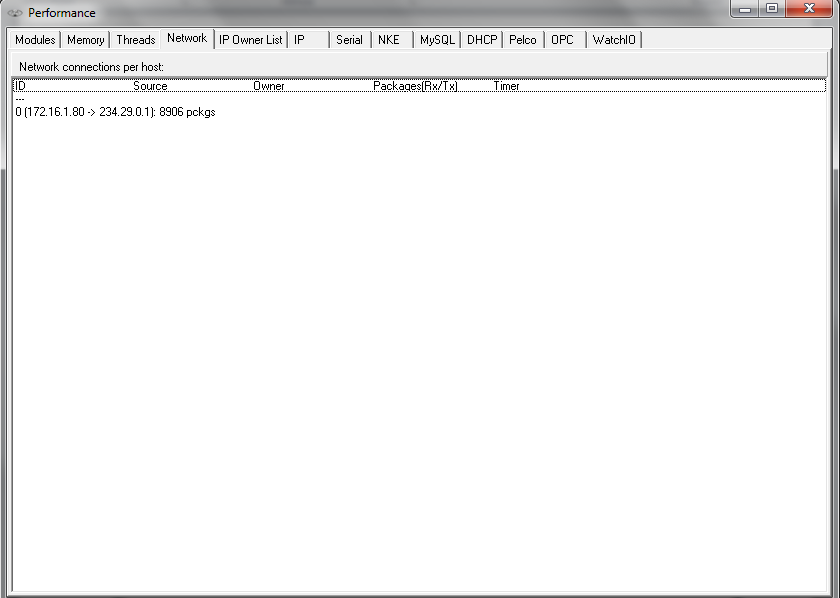 Performance
Modules Memory Threads Network IP Owner List IP Serial NKE MySQL DHCP Pelco OPC WatchIO
Network connections per host:
ID Source Owner Packages(Rx/Tx) Timer
---
0 (172.16.1.80 -> 234.29.0.1): 8906 pckgs